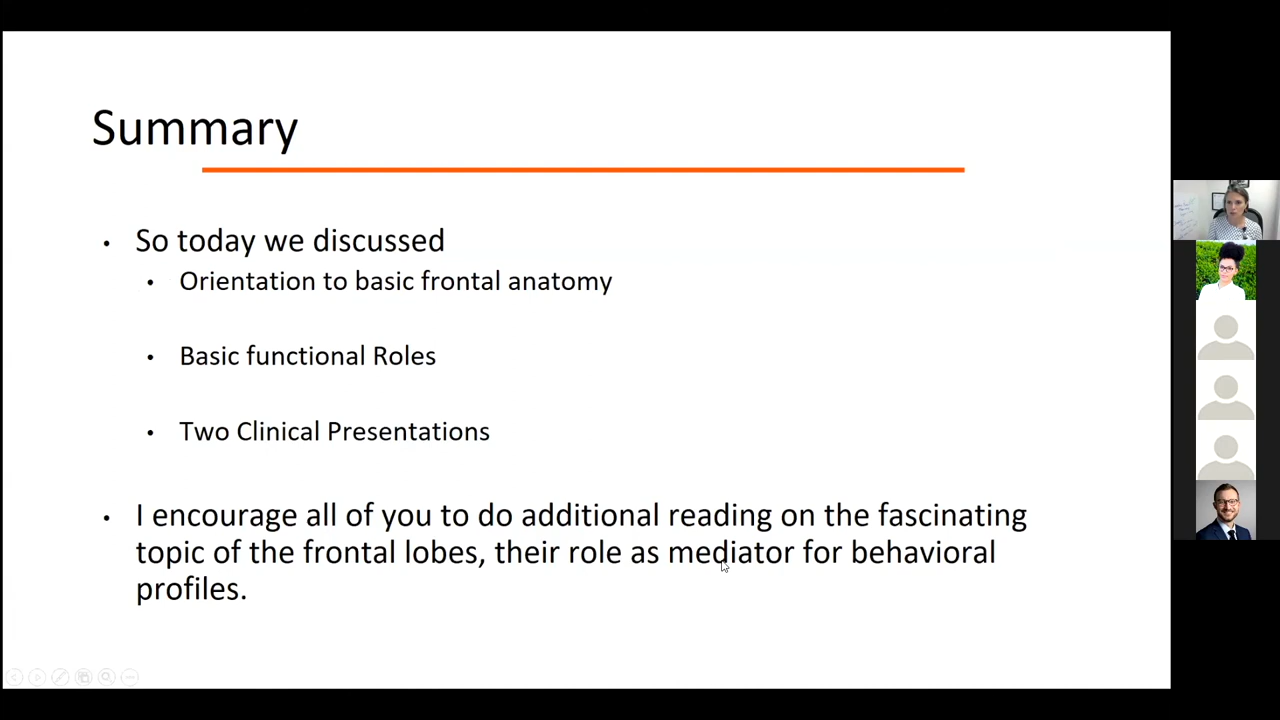 Summary
So today we discussed
Orientation to basic frontal anatomy
Basic functional Roles
Two Clinical Presentations
I encourage all of you to do additional reading on the fascinating
topic of the frontal lobes, their role as mediator for behavioral
profiles.